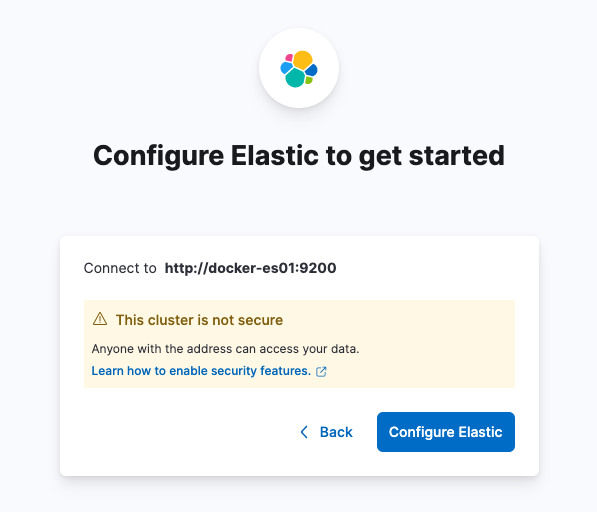 Configure Elastic to get started
Connect to http://docker-es01:9200
This cluster is not secure
Anyone with the address can access your data.
Learn how to enable security features.
Back
Configure Elastic